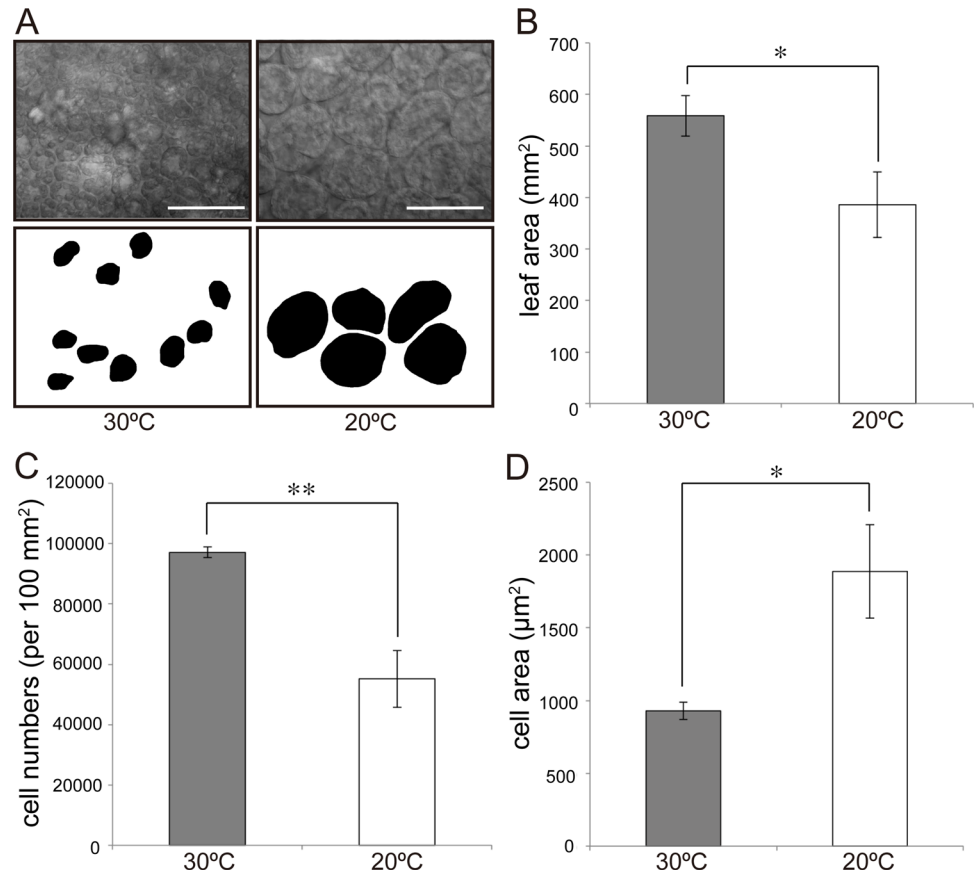 A
30ºC
20ºC
B
leaf area (mm²)
700
600
500
400
300
200
100
0
*
30ºC
20ºC
C
cell numbers (per 100 mm²)
120000
100000
80000
60000
40000
20000
0
**
30ºC
20ºC
D
cell area (µm²)
2500
2000
1500
1000
500
0
*
30ºC
20ºC